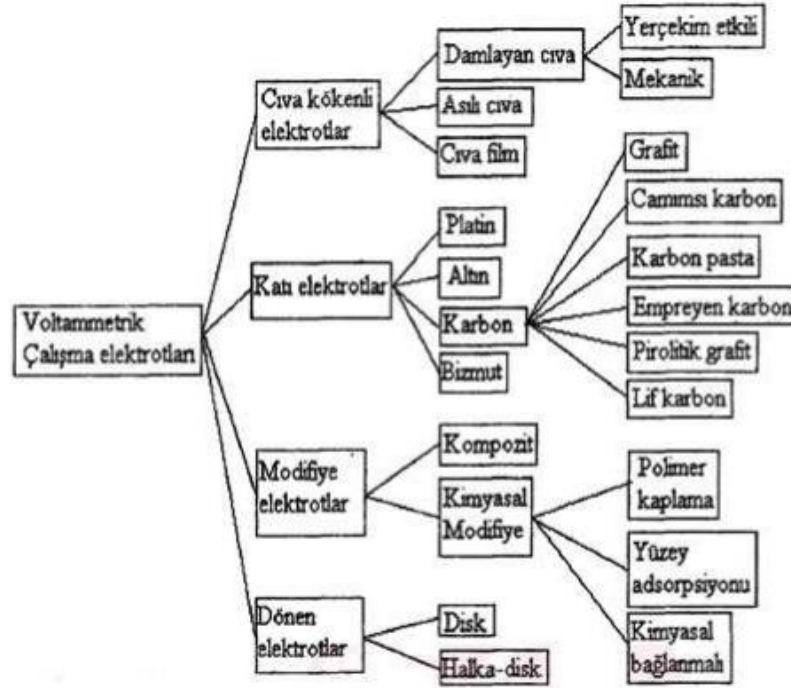 Voltammetrik
Çalışma elektrotları
Cıva kökenli
elektrotlar
Damlayan cıva
Yerçekim etkili
Mekanik
Asılı cıva
Cıva film
Katı elektrotlar
Platin
Altın
Karbon
Grafit
Camımsı karbon
Karbon pasta
Empreyen karbon
Pirolitik grafit
Lif karbon
Bizmut
Modifiye
elektrotlar
Kompozit
Kimyasal
Modifiye
Polimer
kaplama
Yüzey
adsorpsiyonu
Kimyasal
bağlanmalı
Dönen
elektrotlar
Disk
Halka-disk